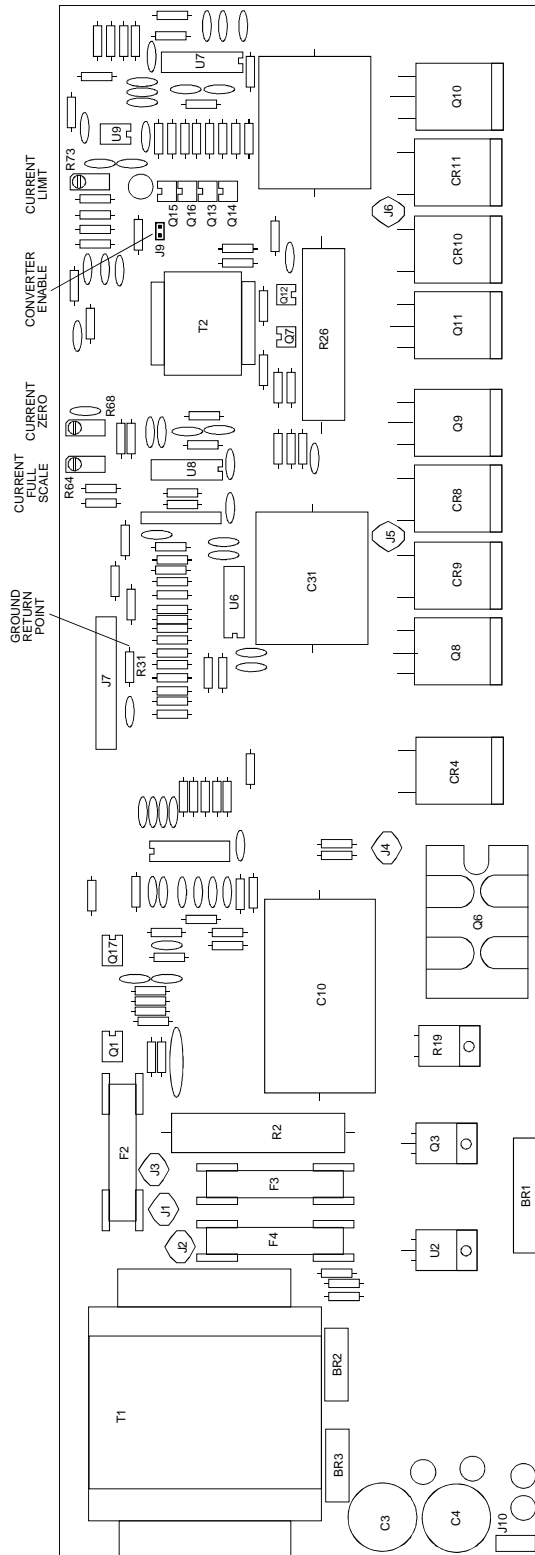 CURRENT
LIMIT
R73
CONVERTER
ENABLE
J9
CURRENT
ZERO
R68
CURRENT
FULL
SCALE
R64
GROUND
RETURN
POINT
R31
J7
U7
U9
Q15
Q16
Q13
Q14
T2
Q12
Q7
R26
U8
U6
C31
Q10
CR11
J6
CR10
Q11
Q9
CR8
J5
CR9
Q8
CR4
J4
Q6
C10
Q17
Q1
R19
F2
J3
J1
J2
R2
F3
F4
Q3
U2
BR1
T1
BR2
BR3
C3
C4
J10